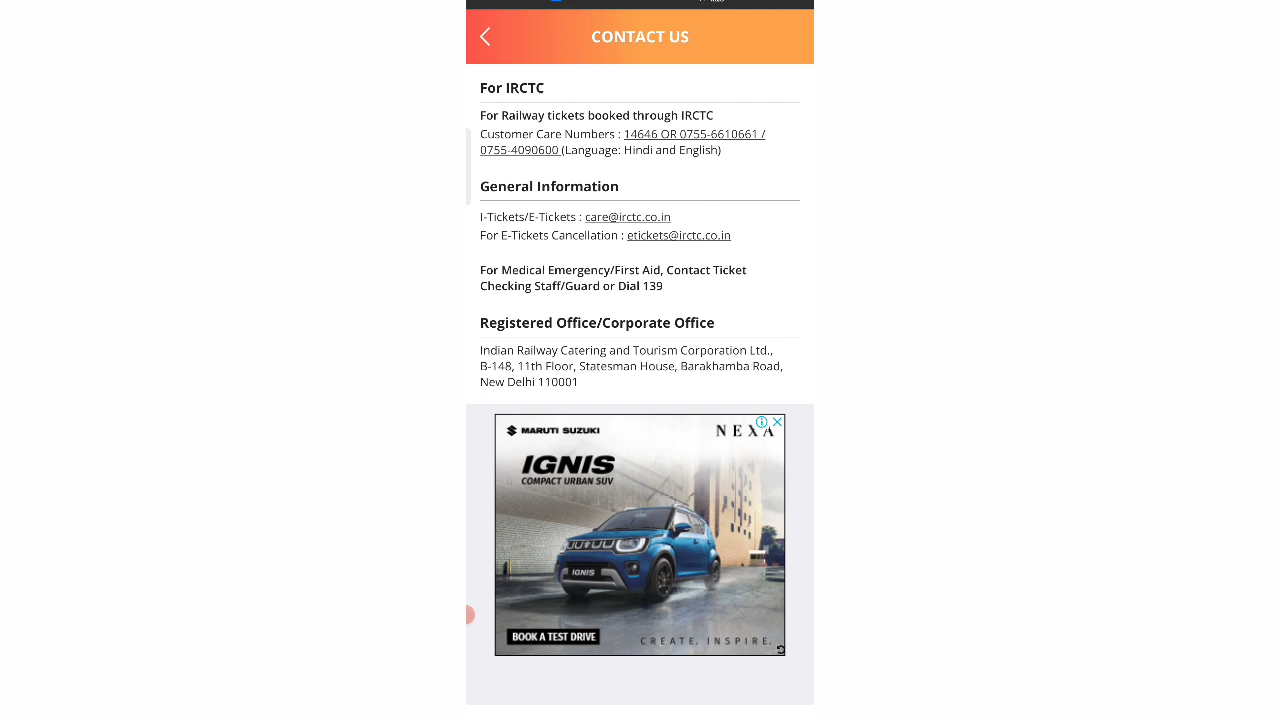 CONTACT US
For IRCTC
For Railway tickets booked through IRCTC
Customer Care Numbers : 14646 OR 0755-6610661 /
0755-4090600 (Language: Hindi and English)
General Information
I-Tickets/E-Tickets : care@irctc.co.in
For E-Tickets Cancellation : etickets@irctc.co.in
For Medical Emergency/First Aid, Contact Ticket
Checking Staff/Guard or Dial 139
Registered Office/Corporate Office
Indian Railway Catering and Tourism Corporation Ltd.,
B-148, 11th Floor, Statesman House, Barakhamba Road,
New Delhi 110001
MARUTI SUZUKI NEXA
IGNIS
COMPACT URBAN SUV
IGNIS
BOOK A TEST DRIVE CREATE. INSPIRE.